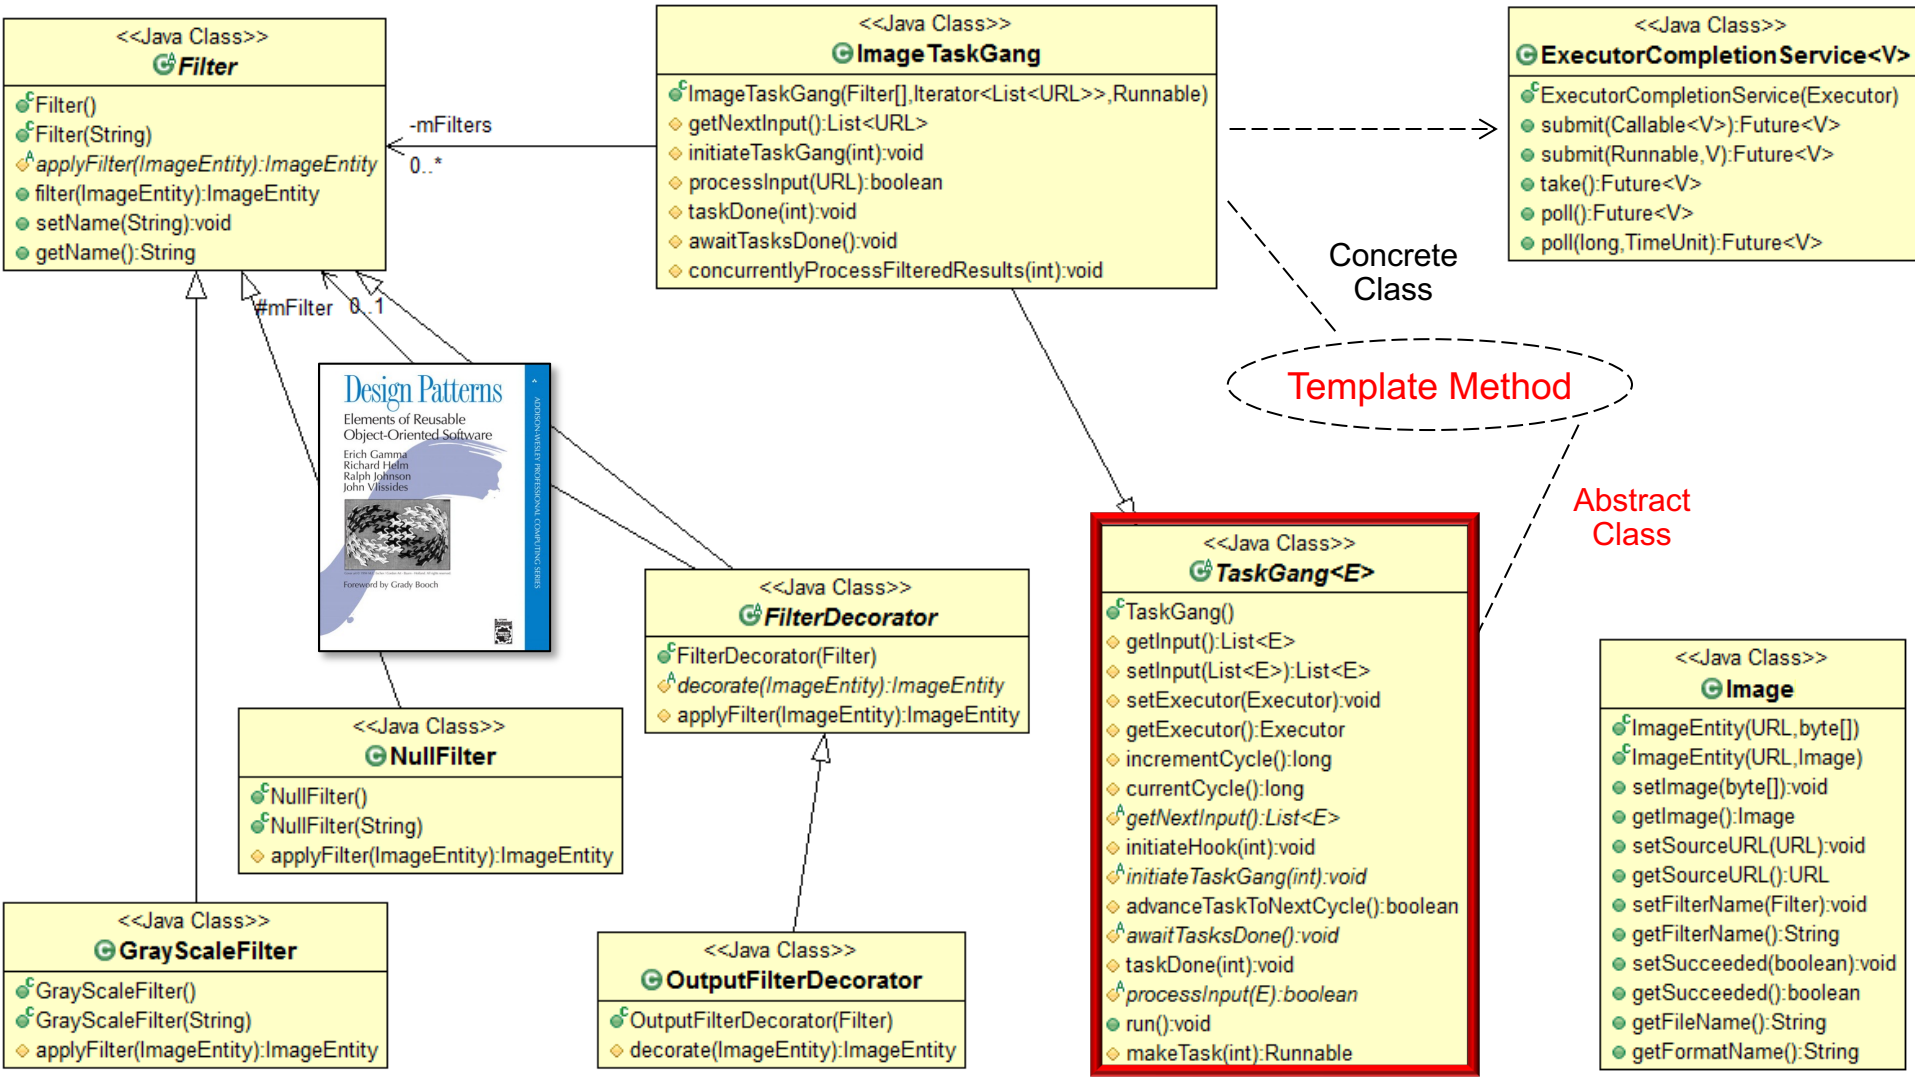 <<Java Class>>
Filter
Filter()
Filter(String)
applyFilter(ImageEntity):ImageEntity
filter(ImageEntity):ImageEntity
setName(String):void
getName():String
-mFilters
0..*
<<Java Class>>
ImageTaskGang
ImageTaskGang(Filter[],Iterator<List<URL>>,Runnable)
getNextInput():List<URL>
initiateTaskGang(int):void
processInput(URL):boolean
taskDone(int):void
awaitTasksDone():void
concurrentlyProcessFilteredResults(int):void
<<Java Class>>
ExecutorCompletionService<V>
ExecutorCompletionService(Executor)
submit(Callable<V>):Future<V>
submit(Runnable,V):Future<V>
take():Future<V>
poll():Future<V>
poll(long,TimeUnit):Future<V>
Concrete
Class
#mFilter 0..1
Template Method
Abstract
Class
Design Patterns
Elements of Reusable
Object-Oriented Software
Erich Gamma
Richard Helm
Ralph Johnson
John Vlissides
Foreword by Grady Booch
ADDISON-WESLEY PROFESSIONAL COMPUTING SERIES
<<Java Class>>
FilterDecorator
FilterDecorator(Filter)
decorate(ImageEntity):ImageEntity
applyFilter(ImageEntity):ImageEntity
<<Java Class>>
TaskGang<E>
TaskGang()
getInput():List<E>
setInput(List<E>):List<E>
setExecutor(Executor):void
getExecutor():Executor
incrementCycle():long
currentCycle():long
getNextInput():List<E>
initiateHook(int):void
initiateTaskGang(int):void
advanceTaskToNextCycle():boolean
awaitTasksDone():void
taskDone(int):void
processInput(E):boolean
run():void
makeTask(int):Runnable
<<Java Class>>
Image
ImageEntity(URL,byte[])
ImageEntity(URL,Image)
setImage(byte[]):void
getImage():Image
setSourceURL(URL):void
getSourceURL():URL
setFilterName(Filter):void
getFilterName():String
setSucceeded(boolean):void
getSucceeded():boolean
getFileName():String
getFormatName():String
<<Java Class>>
NullFilter
NullFilter()
NullFilter(String)
applyFilter(ImageEntity):ImageEntity
<<Java Class>>
GrayScaleFilter
GrayScaleFilter()
GrayScaleFilter(String)
applyFilter(ImageEntity):ImageEntity
<<Java Class>>
OutputFilterDecorator
OutputFilterDecorator(Filter)
decorate(ImageEntity):ImageEntity